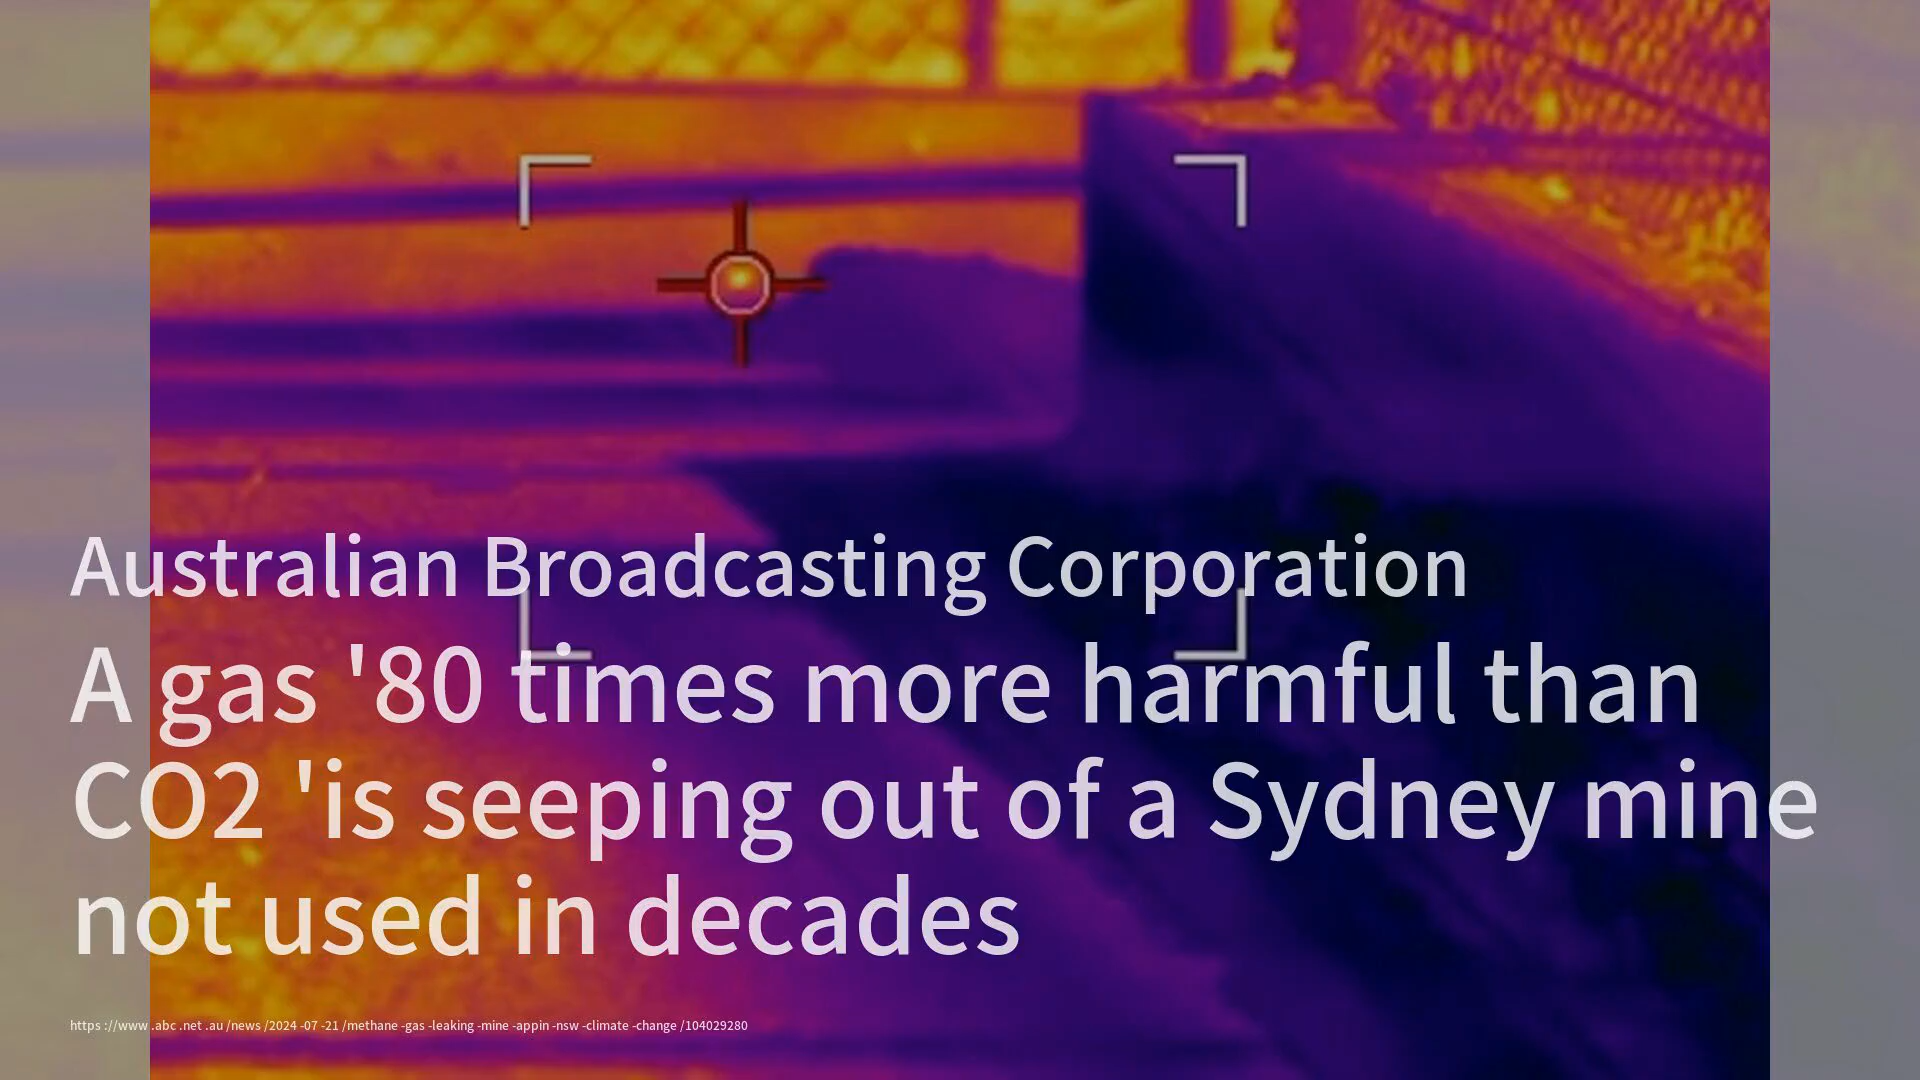 Australian Broadcasting Corporation
A gas '80 times more harmful than
CO2 'is seeping out of a Sydney mine
not used in decades
https ://www .abc .net .au /news /2024 -07 -21 /methane -gas -leaking -mine -appin -nsw -climate -change /104029280